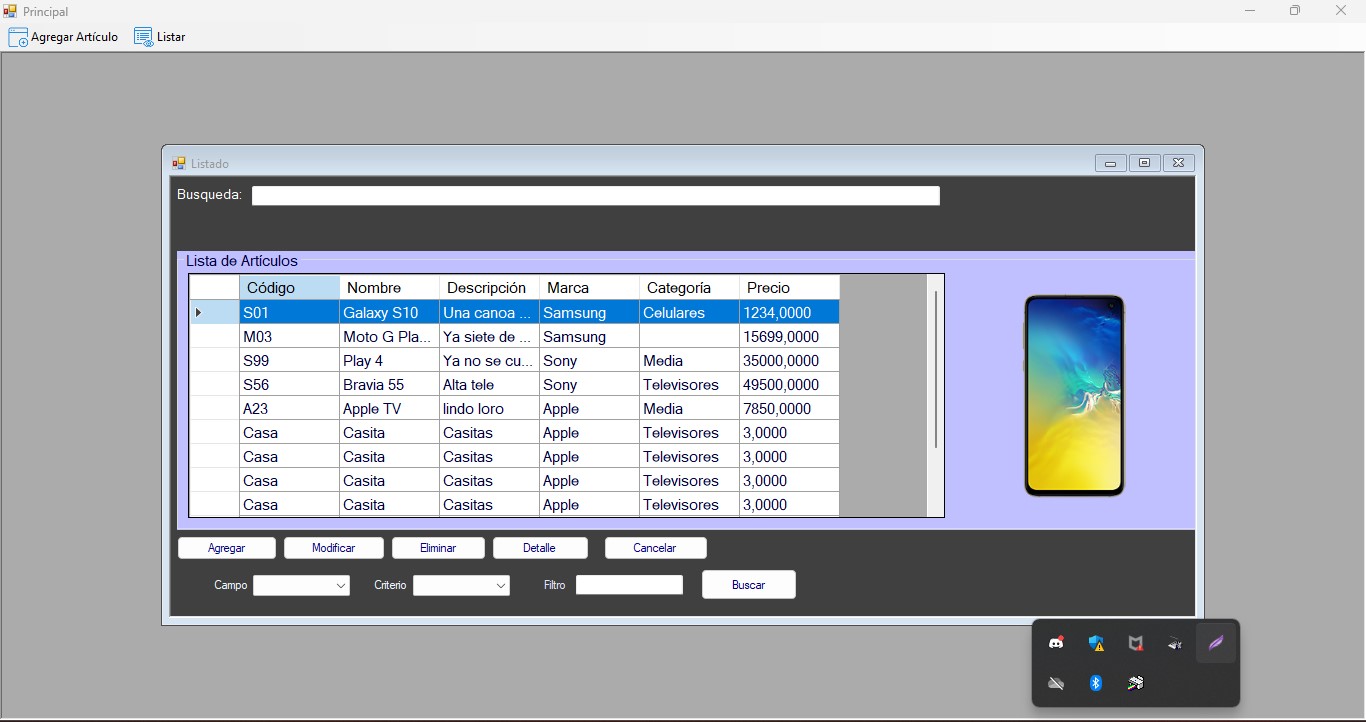 Principal
Agregar Artículo Listar
Listado
Busqueda:
Lista de Artículos
Código Nombre Descripción Marca Categoría Precio
S01 Galaxy S10 Una canoa ... Samsung Celulares 1234,0000
M03 Moto G Pla... Ya siete de ... Samsung 15699,0000
S99 Play 4 Ya no se cu... Sony Media 35000,0000
S56 Bravia 55 Alta tele Sony Televisores 49500,0000
A23 Apple TV lindo loro Apple Media 7850,0000
Casa Casita Casitas Apple Televisores 3,0000
Casa Casita Casitas Apple Televisores 3,0000
Casa Casita Casitas Apple Televisores 3,0000
Casa Casita Casitas Apple Televisores 3,0000
Agregar Modificar Eliminar Detalle Cancelar
Campo Criterio Filtro Buscar